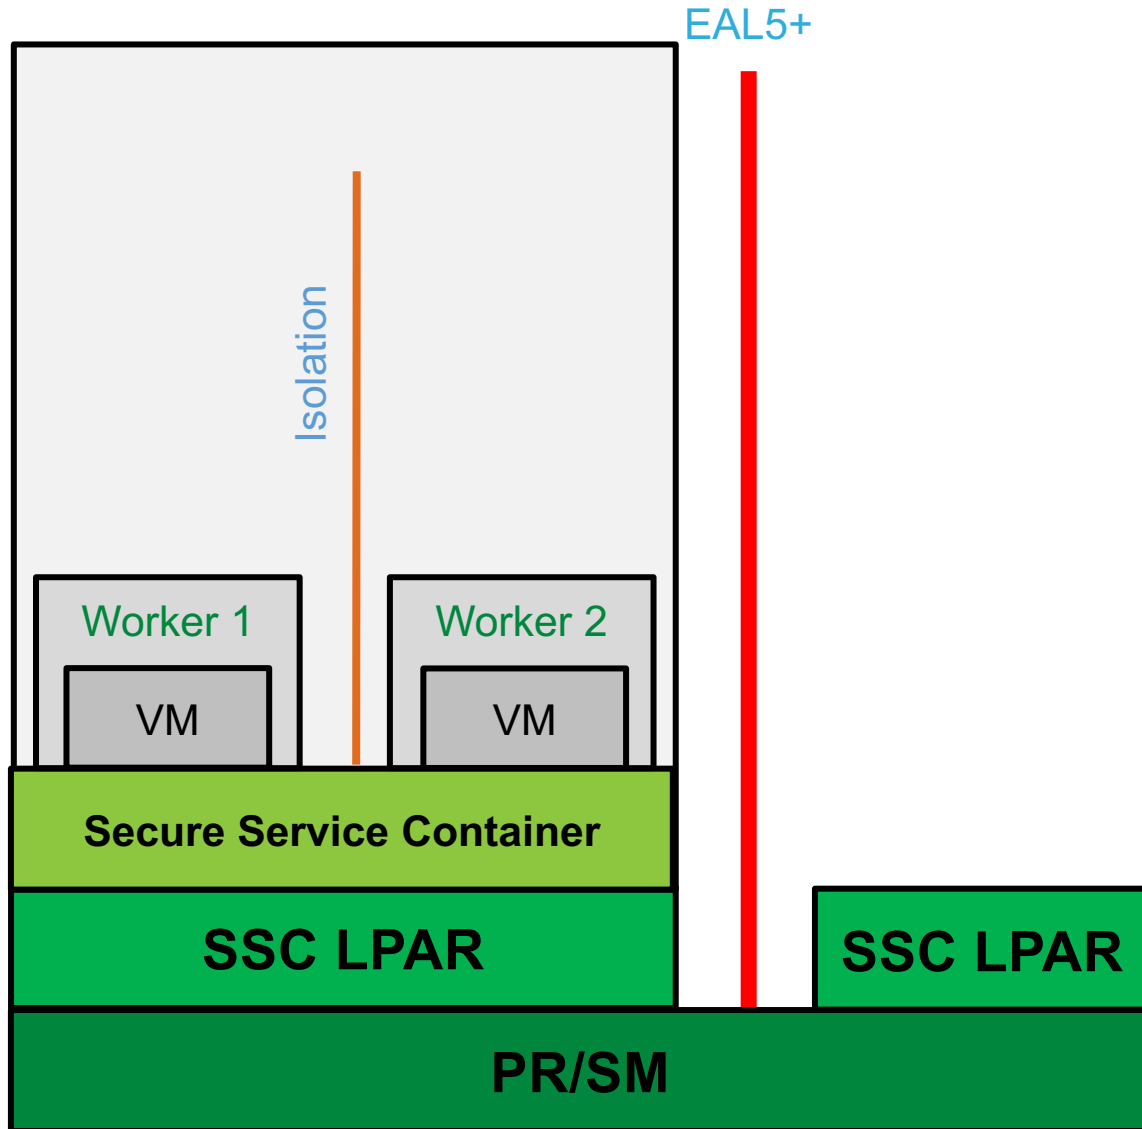 EAL5+
Isolation
Worker 1
Worker 2
VM
VM
Secure Service Container
SSC LPAR
SSC LPAR
PR/SM